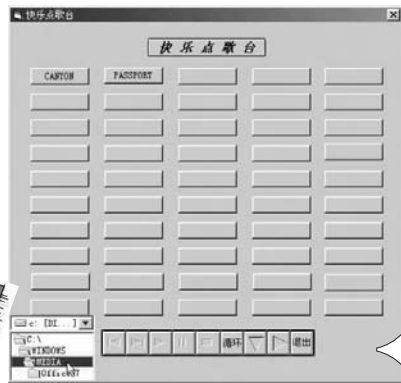 快乐点歌台
快乐点歌台
CANYON
PASSPORT
c: [DI...]
C:\
WINDOWS
MEDIA
Office97
循环
退出